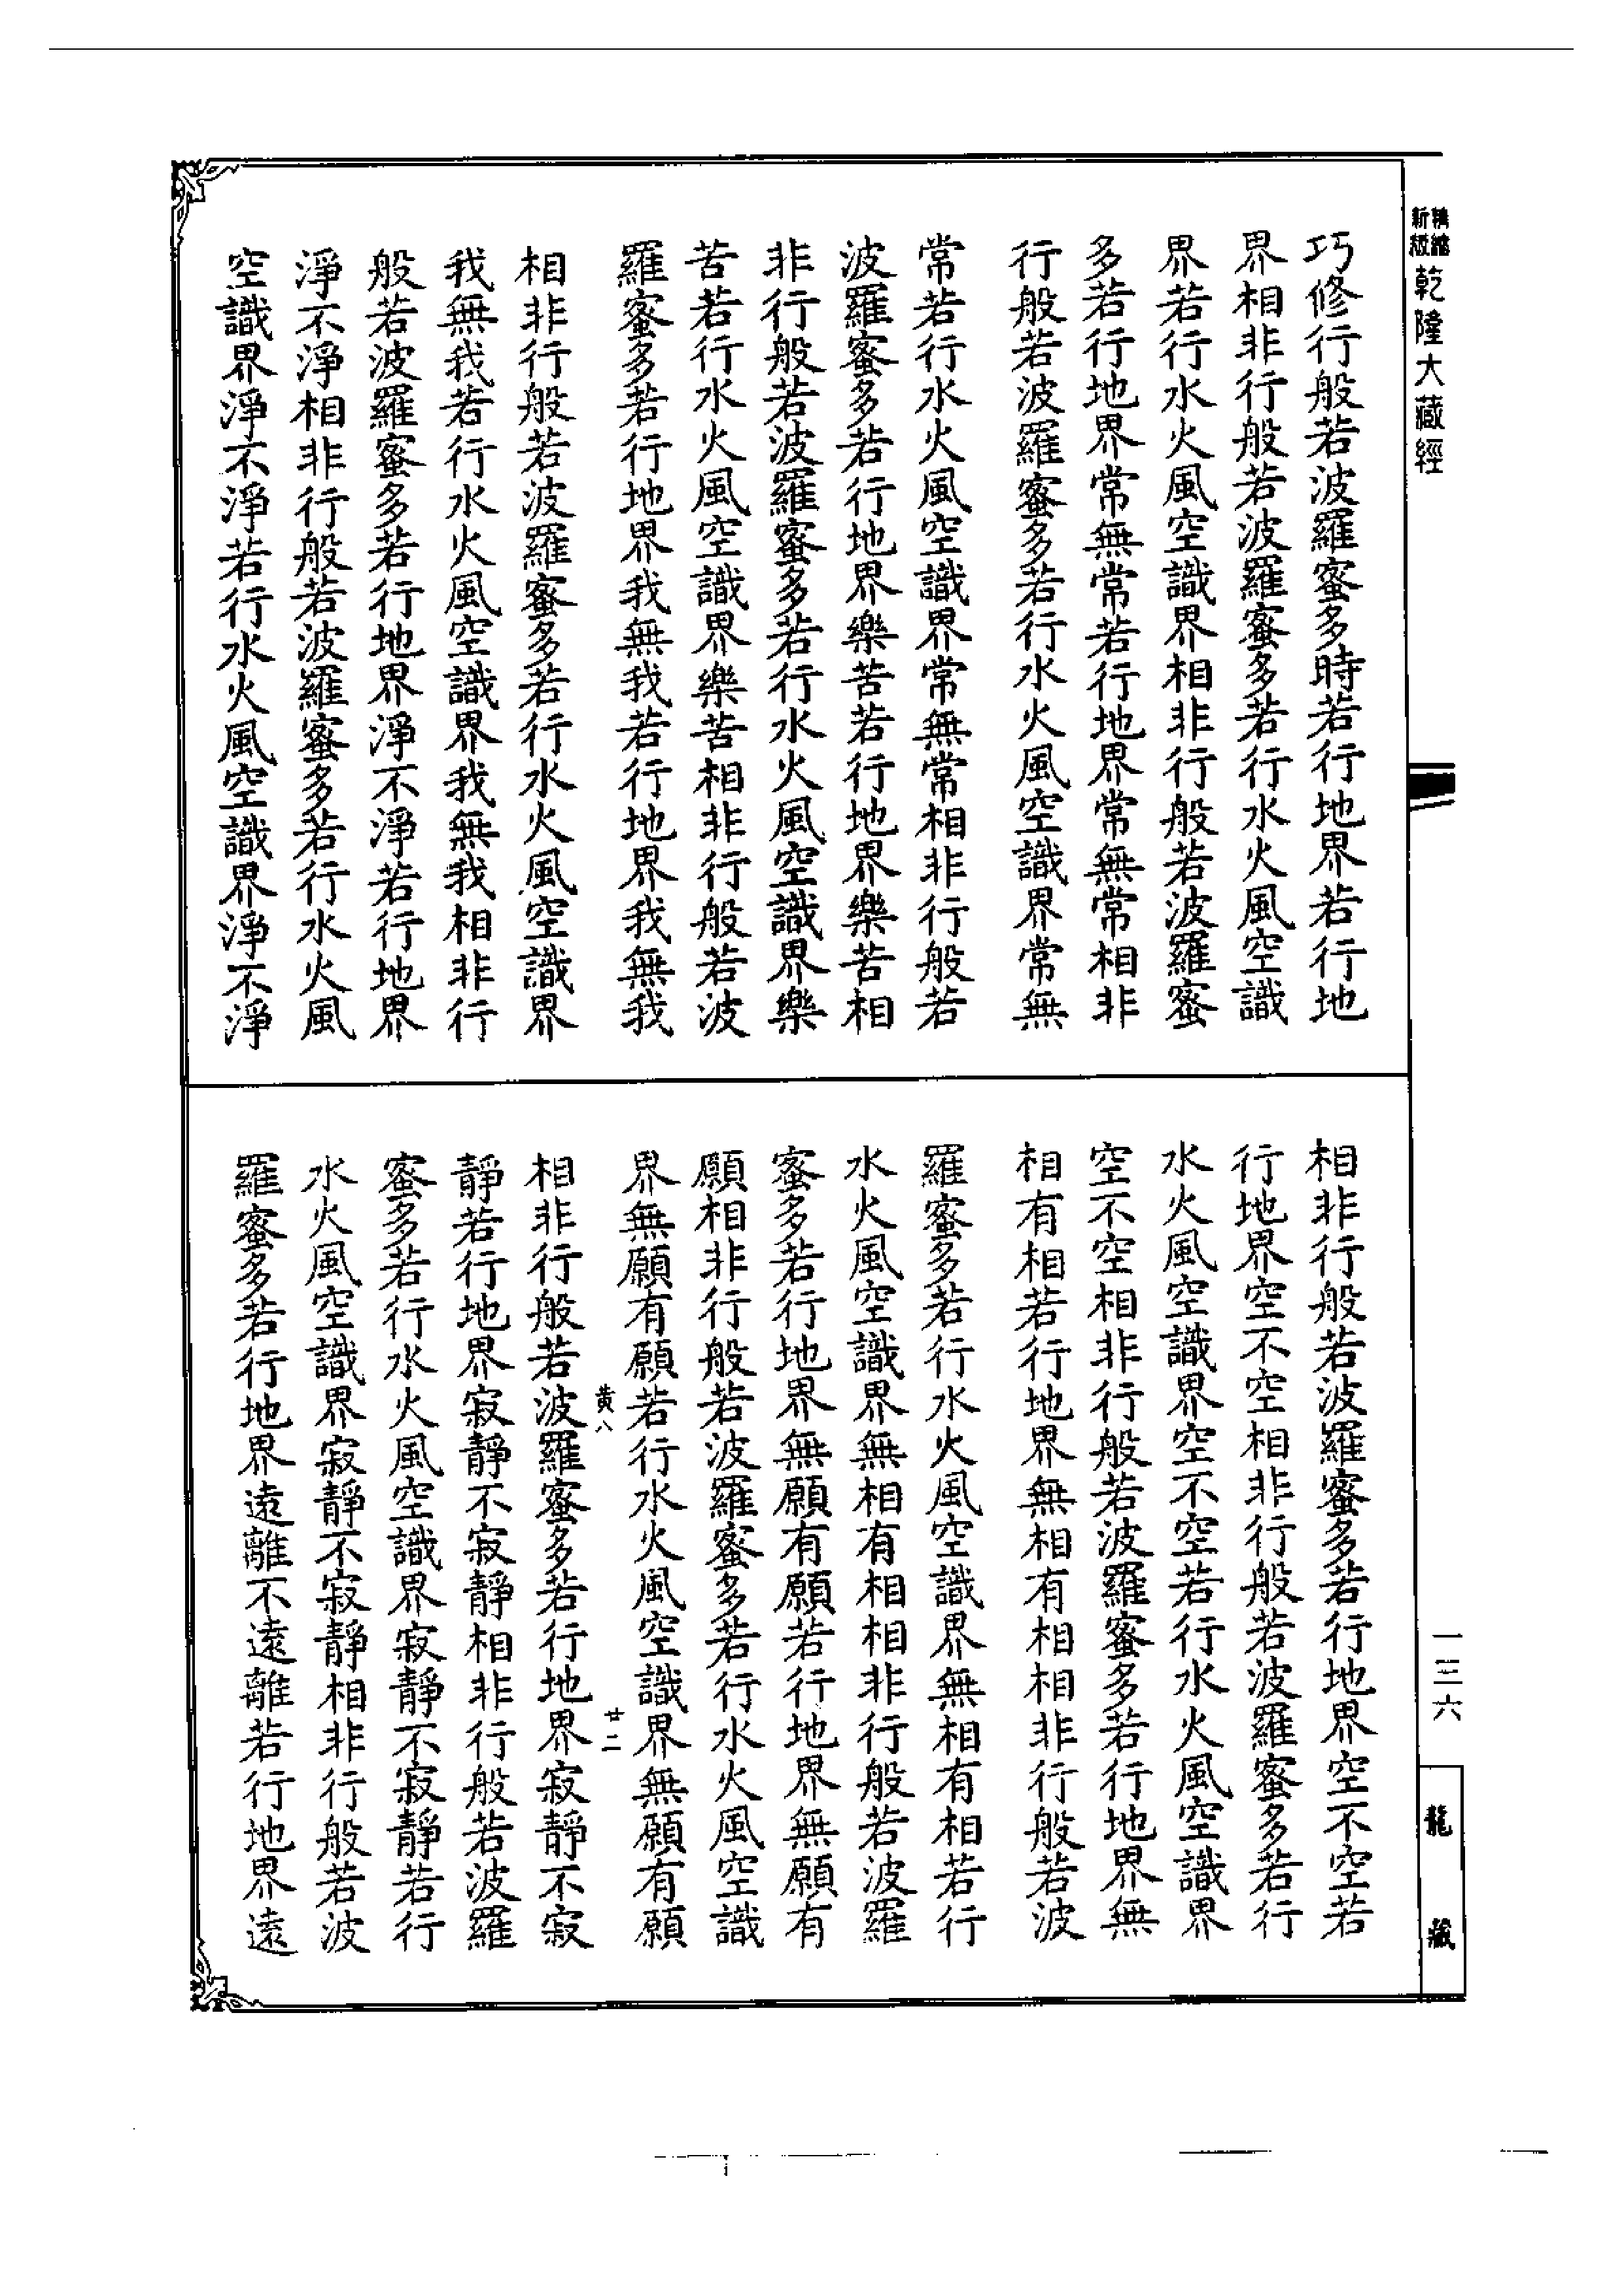 精縮新版
乾隆大藏經
一三六
龍藏
巧修行般若波羅蜜多時若行地界若行地
界相非行般若波羅蜜多若行水火風空識
界若行水火風空識界相非行般若波羅蜜
多若行地界常無常若行地界常無常相非
行般若波羅蜜多若行水火風空識界常無
常若行水火風空識界常無常相非行般若
波羅蜜多若行地界樂苦若行地界樂苦相
非行般若波羅蜜多若行水火風空識界樂
苦若行水火風空識界樂苦相非行般若波
羅蜜多若行地界我無我若行地界我無我
相非行般若波羅蜜多若行水火風空識界
我無我若行水火風空識界我無我相非行
般若波羅蜜多若行地界淨不淨若行地界
淨不淨相非行般若波羅蜜多若行水火風
空識界淨不淨若行水火風空識界淨不淨
相非行般若波羅蜜多若行地界空不空若
行地界空不空相非行般若波羅蜜多若行
水火風空識界空不空若行水火風空識界
空不空相非行般若波羅蜜多若行地界無
相有相若行地界無相有相相非行般若波
羅蜜多若行水火風空識界無相有相若行
水火風空識界無相有相相非行般若波羅
蜜多若行地界無願有願若行地界無願有
願相非行般若波羅蜜多若行水火風空識
界無願有願若行水火風空識界無願有願
黃八 廿二
相非行般若波羅蜜多若行地界寂靜不寂
靜若行地界寂靜不寂靜相非行般若波羅
蜜多若行水火風空識界寂靜不寂靜若行
水火風空識界寂靜不寂靜相非行般若波
羅蜜多若行地界遠離不遠離若行地界遠